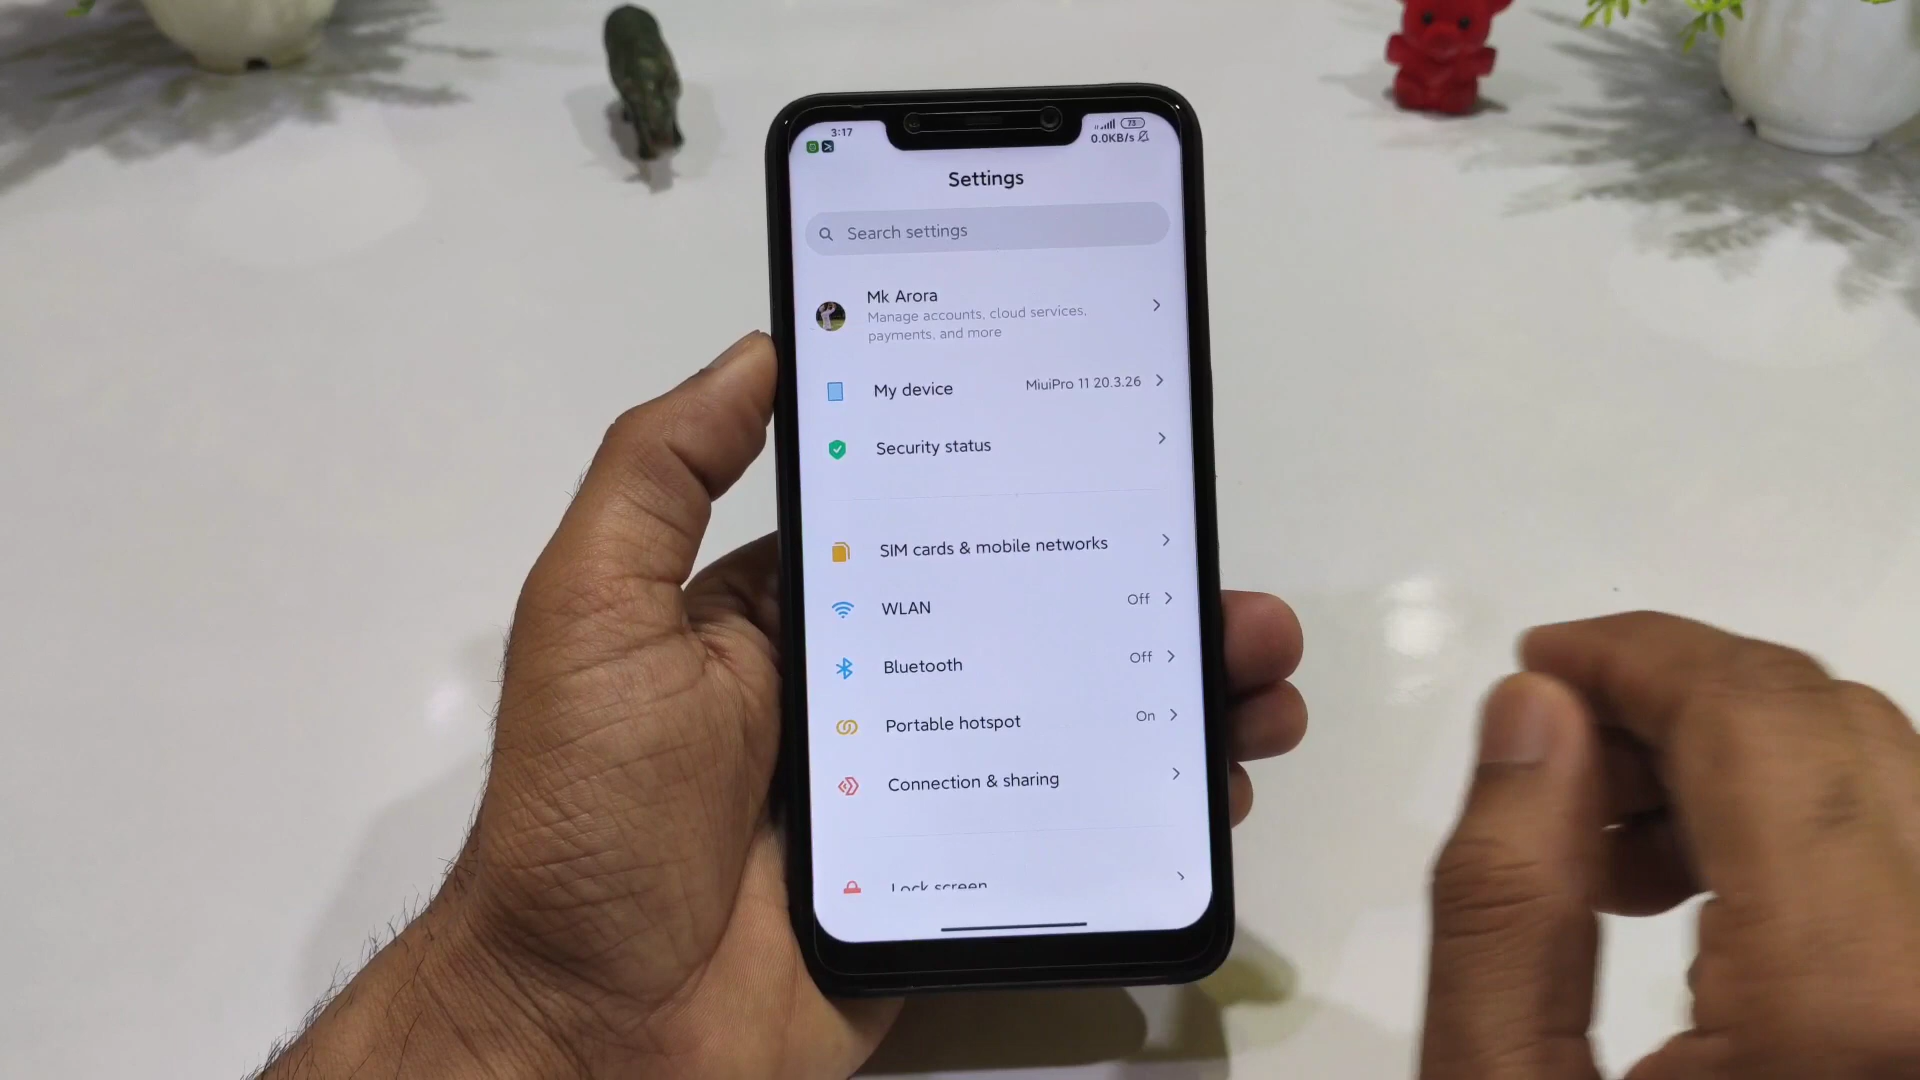 3:17
73
0.0KB/s
Settings
Search settings
Mk Arora
Manage accounts, cloud services,
payments, and more
My device
MiuiPro 11 20.3.26
Security status
SIM cards & mobile networks
WLAN
Off
Bluetooth
Off
Portable hotspot
On
Connection & sharing
Lock screen